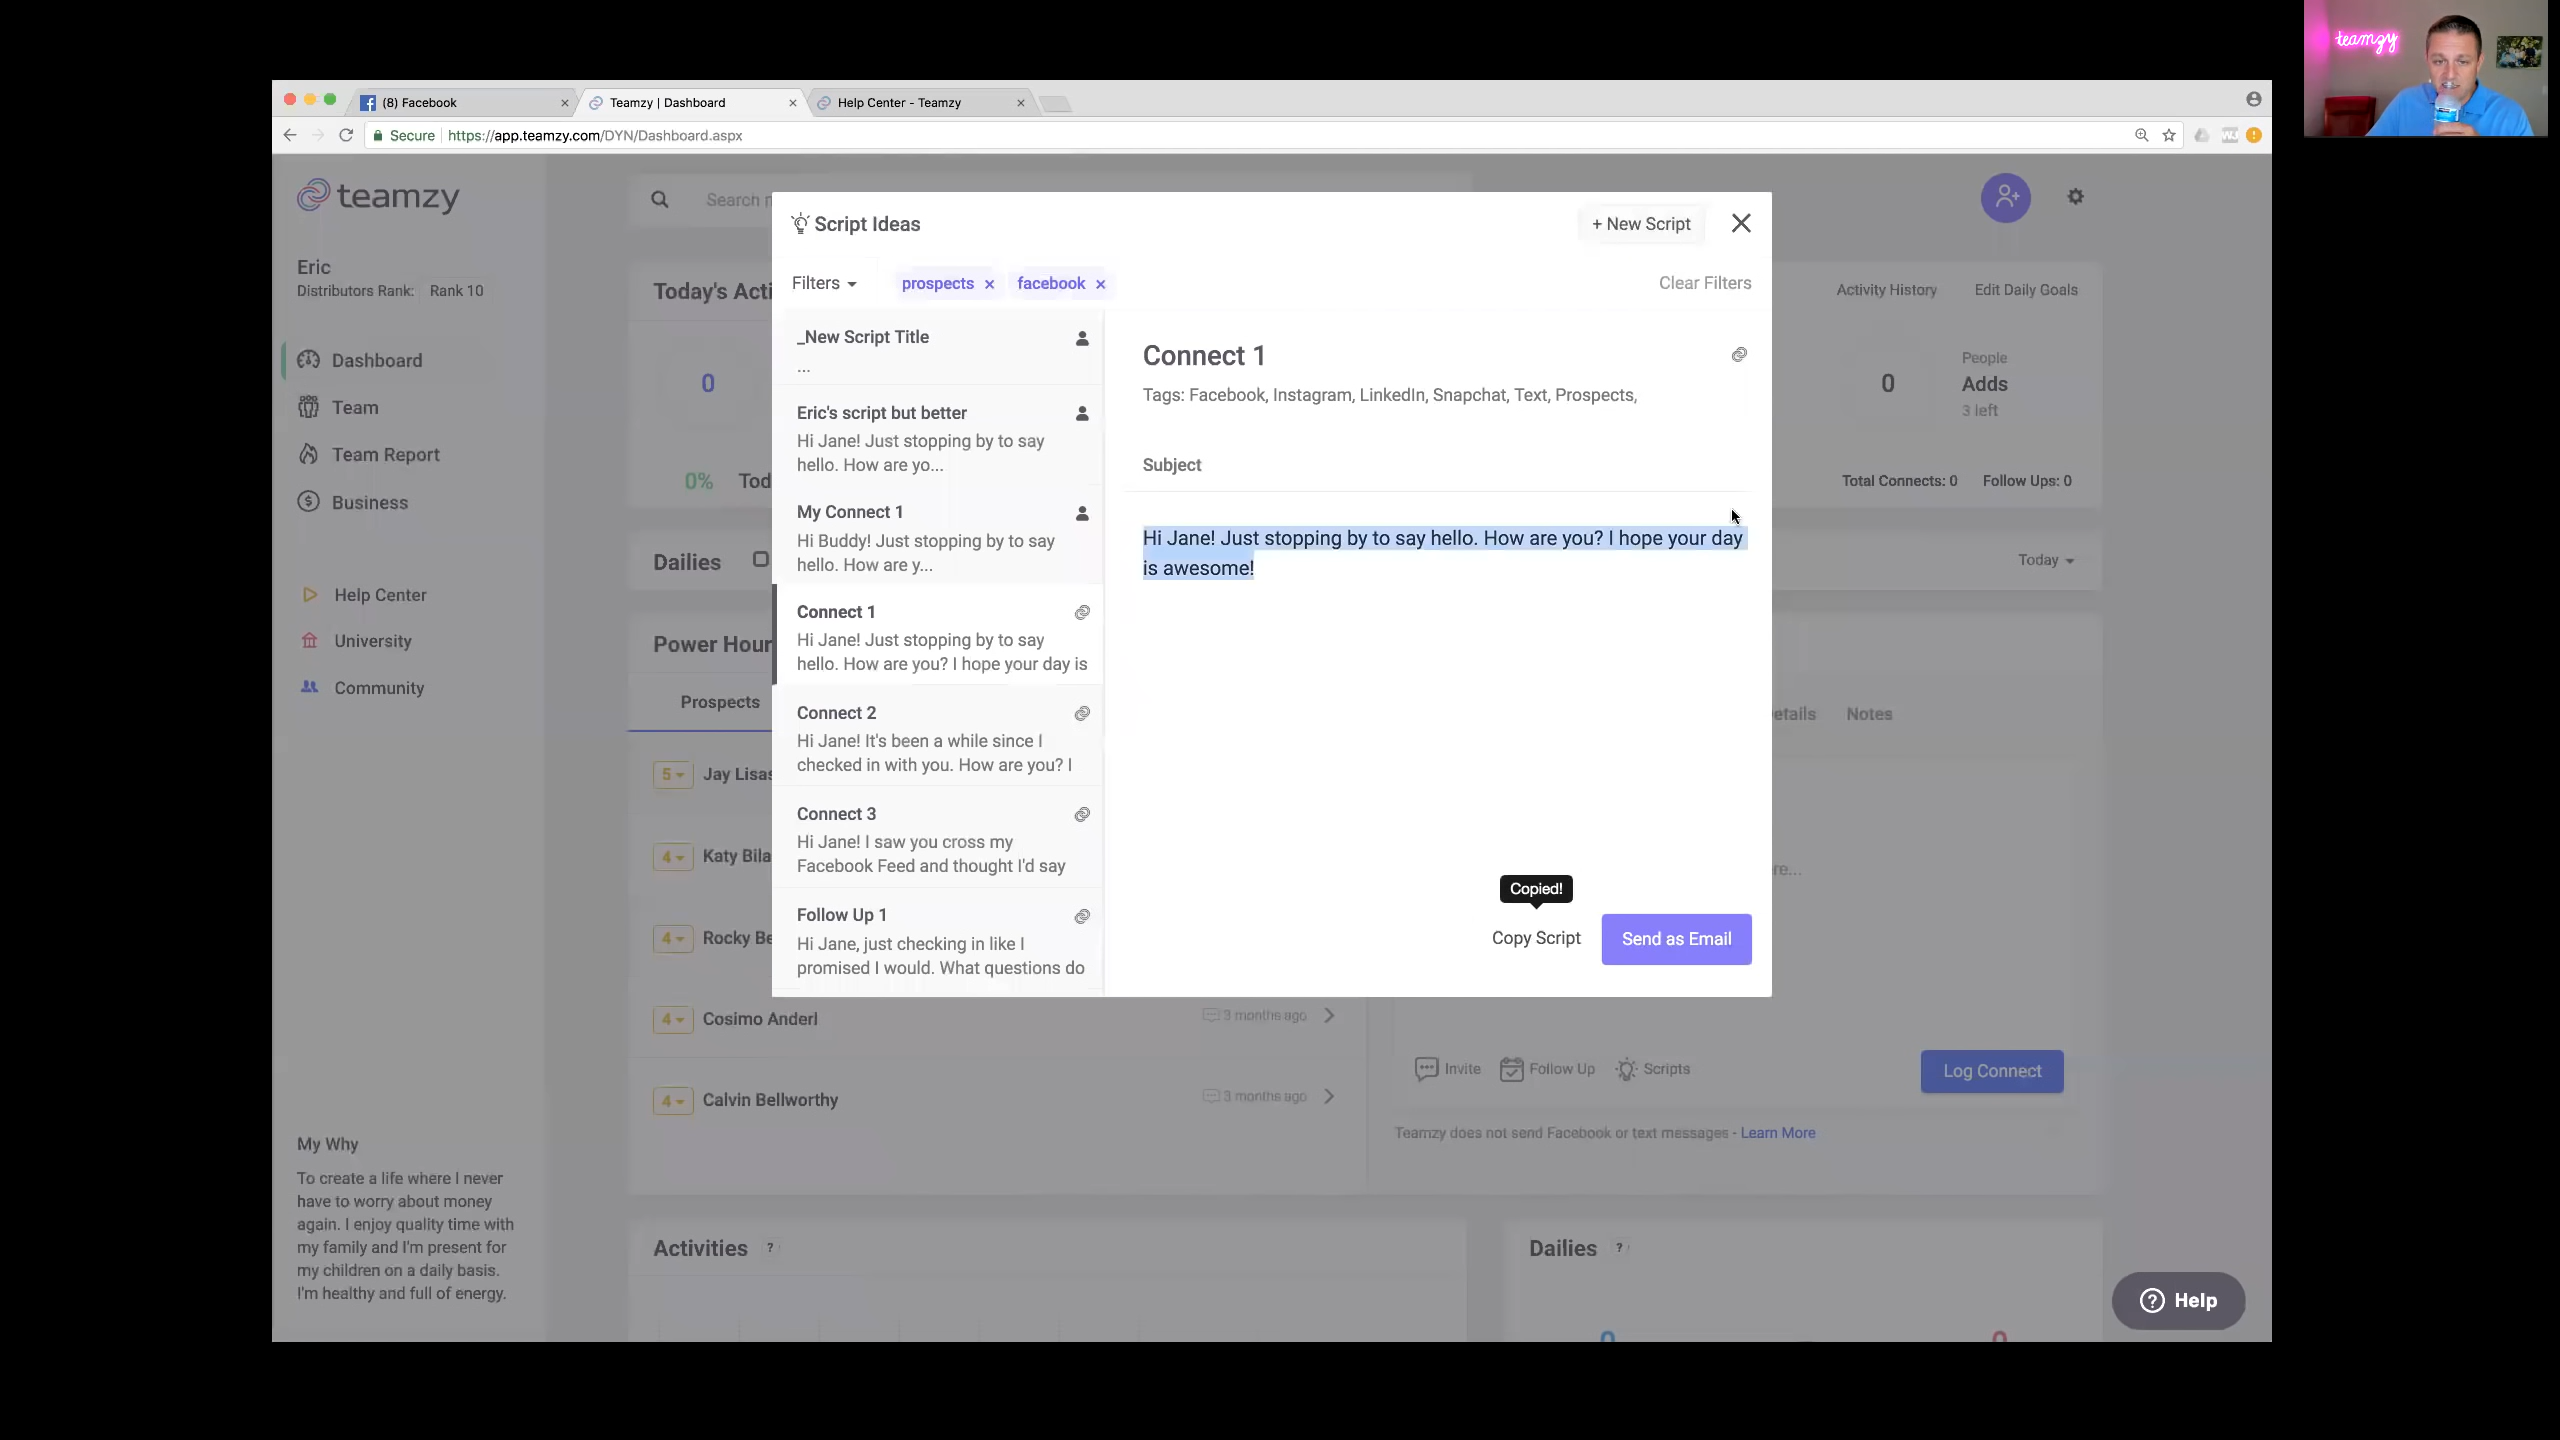 teamzy
(8) Facebook
Teamzy | Dashboard
Help Center - Teamzy
Secure
https://app.teamzy.com/DYN/Dashboard.aspx
teamzy
Eric
Distributors Rank: Rank 10
Dashboard
Team
Team Report
Business
Help Center
University
Community
My Why
To create a life where I never
have to worry about money
again. I enjoy quality time with
my family and I'm present for
my children on a daily basis.
I'm healthy and full of energy.
Search
Today's
0
0%
Dailies
Power Hour
Prospects
5 Jay
4 Katy
4 Rocky
4 Cosimo Anderl
3 months ago
4 Calvin Bellworthy
3 months ago
Script Ideas
+ New Script
Filters
prospects
facebook
Clear Filters
_New Script Title
...
Eric's script but better
Hi Jane! Just stopping by to say
hello. How are yo...
My Connect 1
Hi Buddy! Just stopping by to say
hello. How are y...
Connect 1
Hi Jane! Just stopping by to say
hello. How are you? I hope your day is
Connect 2
Hi Jane! It's been a while since I
checked in with you. How are you? I
Connect 3
Hi Jane! I saw you cross my
Facebook Feed and thought I'd say
Follow Up 1
Hi Jane, just checking in like I
promised I would. What questions do
Connect 1
Tags: Facebook, Instagram, LinkedIn, Snapchat, Text, Prospects,
Subject
Hi Jane! Just stopping by to say hello. How are you? I hope your day
is awesome!
Copied!
Copy Script
Send as Email
Activity History
Edit Daily Goals
0
People
Adds
3 left
Total Connects: 0
Follow Ups: 0
Today
Notes
Invite
Follow Up
Scripts
Log Connect
Teamzy does not send Facebook or text messages - Learn More
Activities ?
Dailies ?
Help